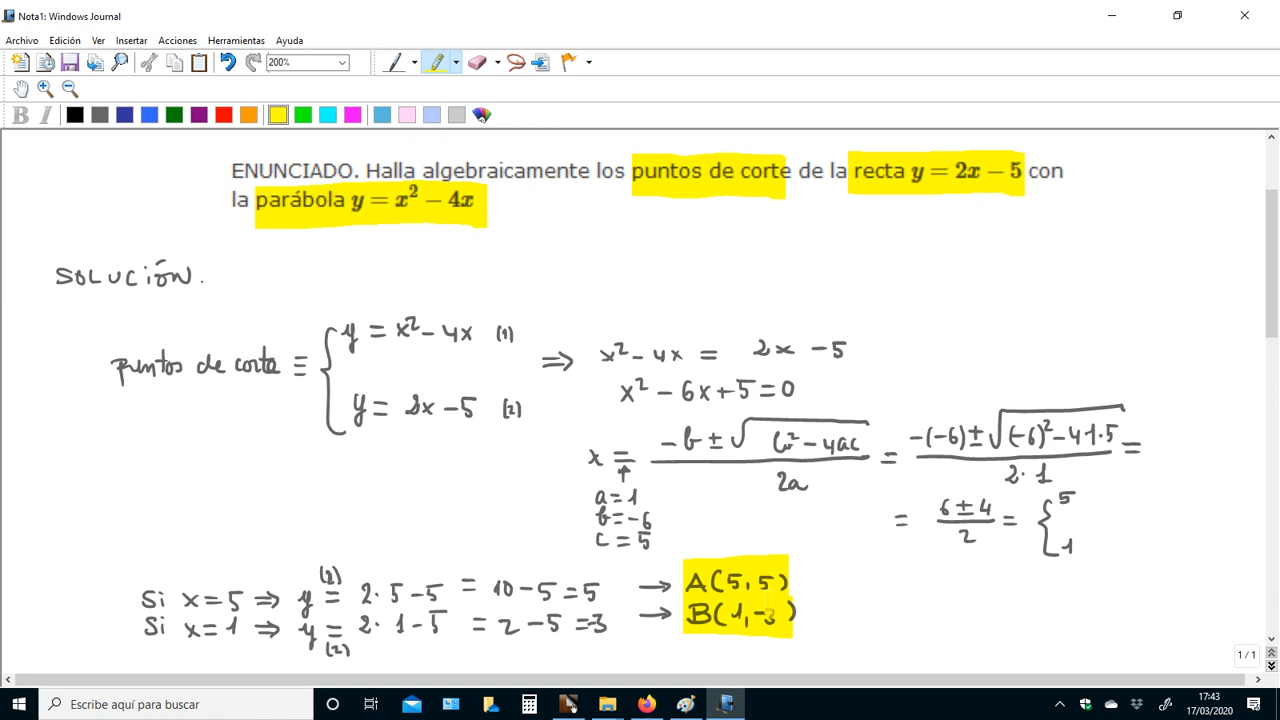 Nota1: Windows Journal
Archivo Edición Ver Insertar Acciones Herramientas Ayuda
200%
B I
ENUNCIADO. Halla algebraicamente los puntos de corte de la recta y = 2x − 5 con
la parábola y = x² − 4x
SOLUCIÓN.
puntos de corte ≡ { y = x² − 4x (1)
y = 2x − 5 (2)
⇒ x² − 4x = 2x − 5
x² − 6x + 5 = 0
x = (−b ± √(b² − 4ac)) / 2a = (−(−6) ± √((−6)² − 4·1·5)) / 2·1 =
a = 1
b = −6
c = 5
= (6 ± 4) / 2 = { 5
1
Si x = 5 ⇒ y =(2) 2·5 − 5 = 10 − 5 = 5 → A(5, 5)
Si x = 1 ⇒ y =(2) 2·1 − 5 = 2 − 5 = −3 → B(1, −3)
1 / 1
Escribe aquí para buscar
17:43
17/03/2020